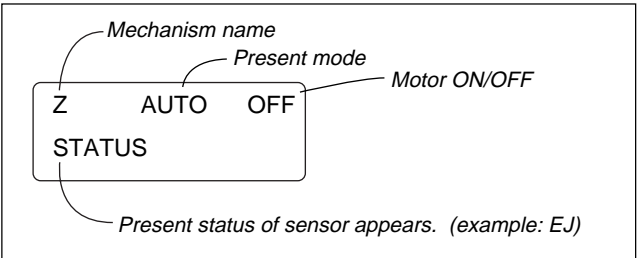 Mechanism name
Present mode
Motor ON/OFF
Z AUTO OFF
STATUS
Present status of sensor appears. (example: EJ)